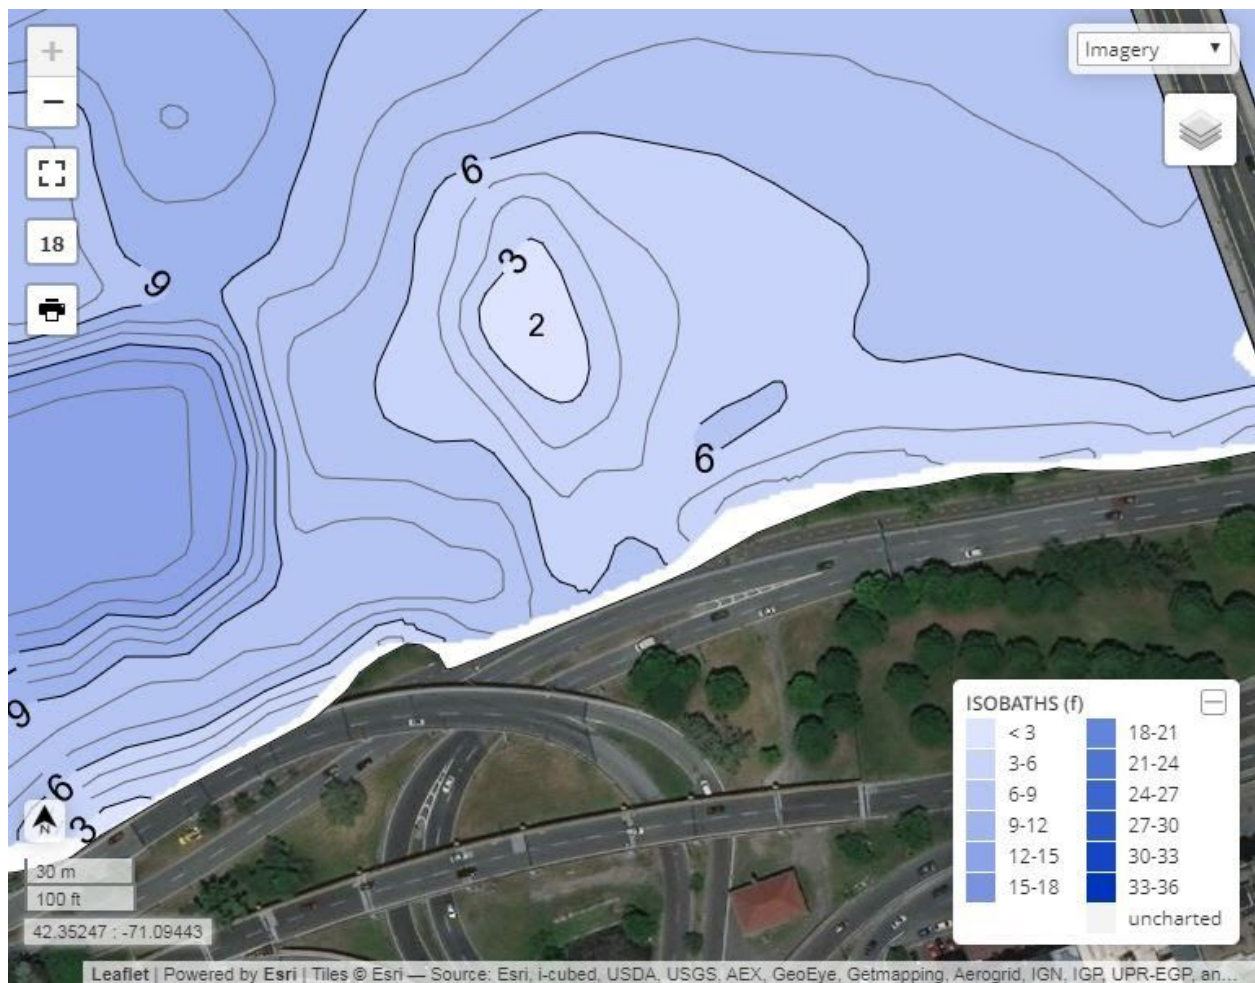 +
−
18
Imagery
6
3
2
9
6
9
6
3
N
30 m
100 ft
42.35247 : -71.09443
ISOBATHS (f)
< 3
3-6
6-9
9-12
12-15
15-18
18-21
21-24
24-27
27-30
30-33
33-36
uncharted
Leaflet | Powered by Esri | Tiles © Esri — Source: Esri, i-cubed, USDA, USGS, AEX, GeoEye, Getmapping, Aerogrid, IGN, IGP, UPR-EGP, an...